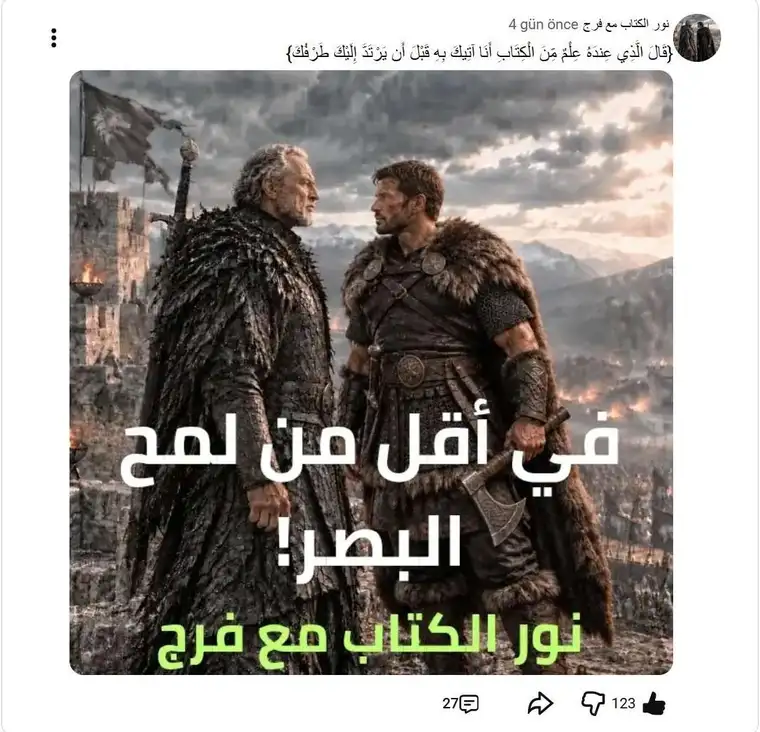 نور الكتاب مع فرج 4 gün önce
{قَالَ الَّذِي عِندَهُ عِلْمٌ مِّنَ الْكِتَابِ أَنَا آتِيكَ بِهِ قَبْلَ أَن يَرْتَدَّ إِلَيْكَ طَرْفُكَ}
في أقل من لمح
البصر!
نور الكتاب مع فرج
27 123